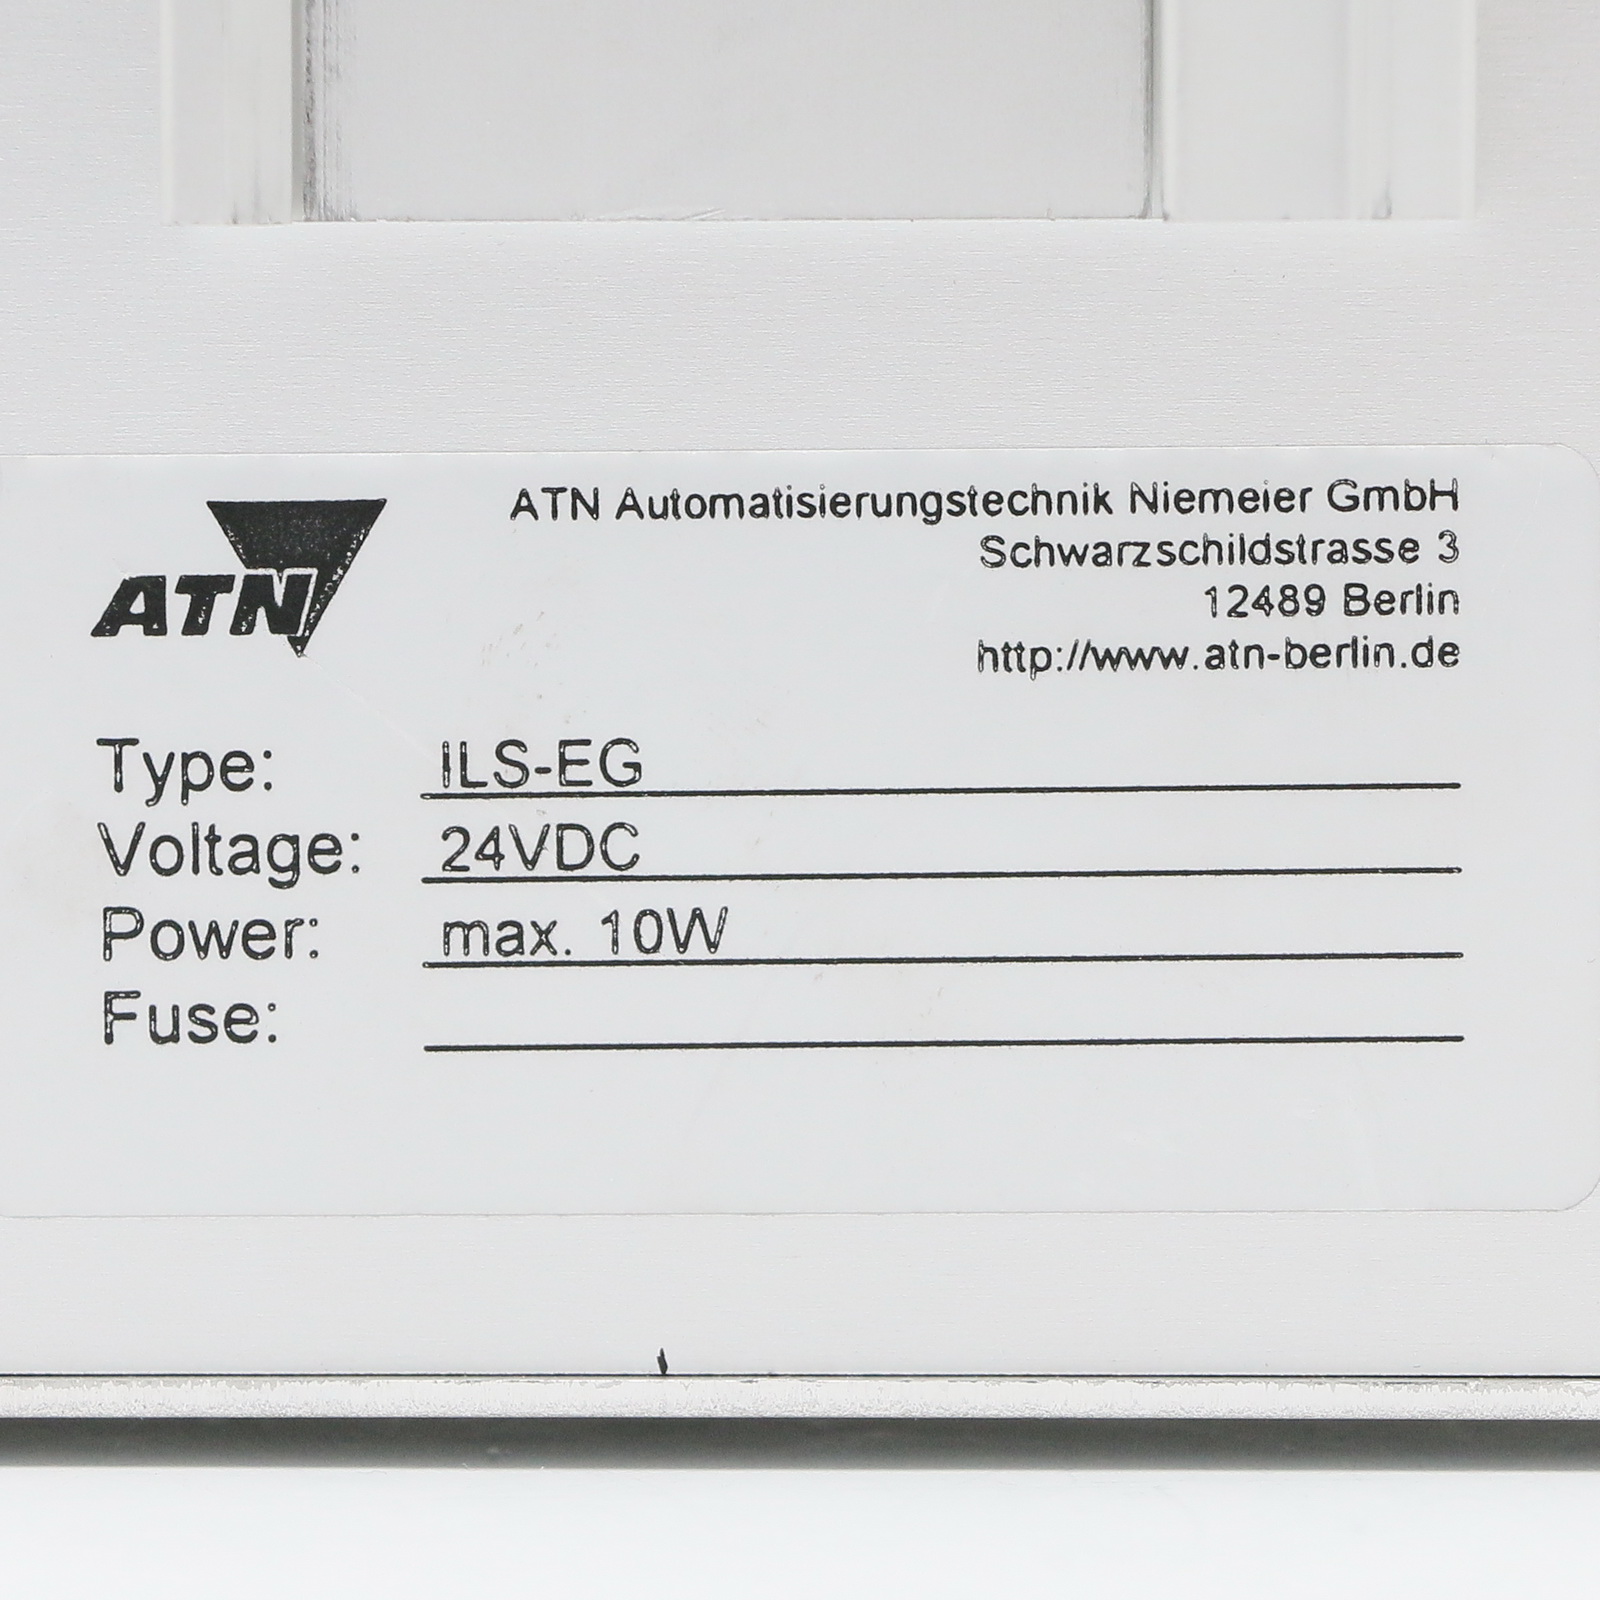 ATN
ATN Automatisierungstechnik Niemeier GmbH
Schwarzschildstrasse 3
12489 Berlin
http://www.atn-berlin.de
Type: ILS-EG
Voltage: 24VDC
Power: max. 10W
Fuse: